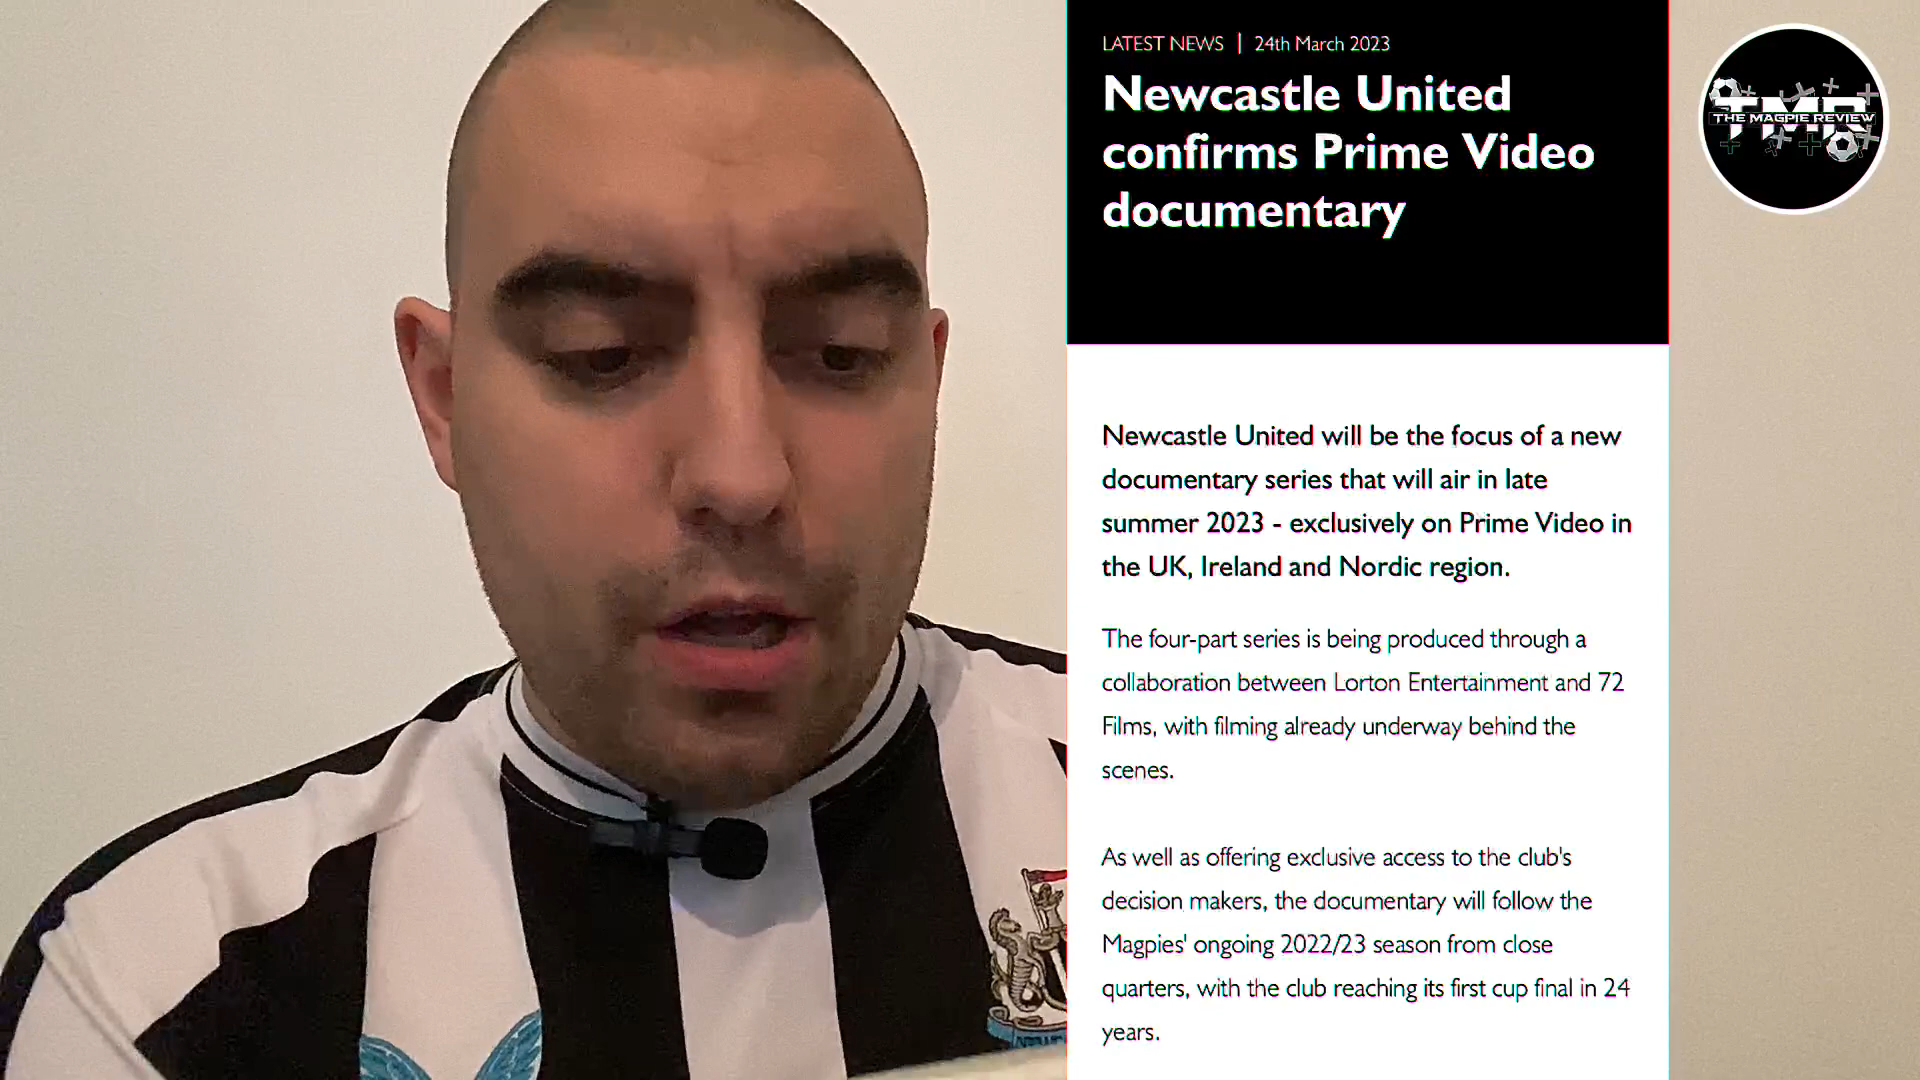 LATEST NEWS | 24th March 2023
Newcastle United
confirms Prime Video
documentary
TMR
THE MAGPIE REVIEW
Newcastle United will be the focus of a new
documentary series that will air in late
summer 2023 - exclusively on Prime Video in
the UK, Ireland and Nordic region.
The four-part series is being produced through a
collaboration between Lorton Entertainment and 72
Films, with filming already underway behind the
scenes.
As well as offering exclusive access to the club's
decision makers, the documentary will follow the
Magpies' ongoing 2022/23 season from close
quarters, with the club reaching its first cup final in 24
years.